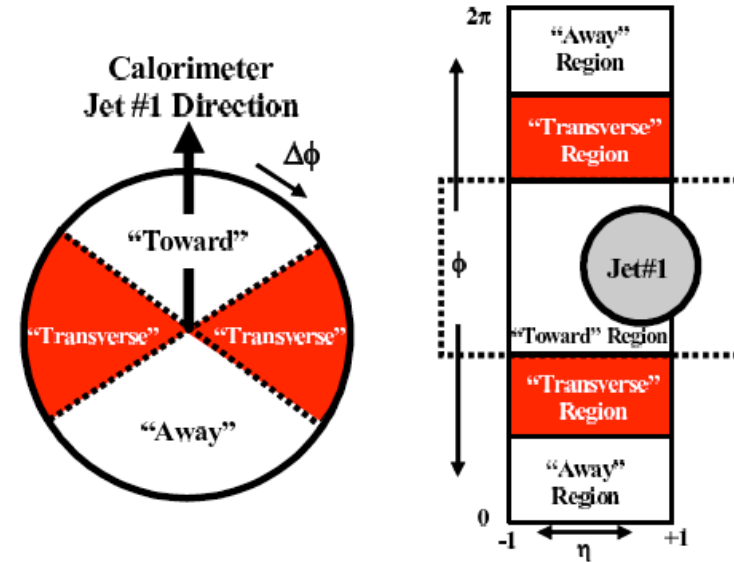 Calorimeter
Jet #1 Direction
Δϕ
“Toward”
“Transverse” “Transverse”
“Away”
2π
“Away”
Region
“Transverse”
Region
ϕ
Jet#1
“Toward” Region
“Transverse”
Region
“Away”
Region
0
-1 +1
η